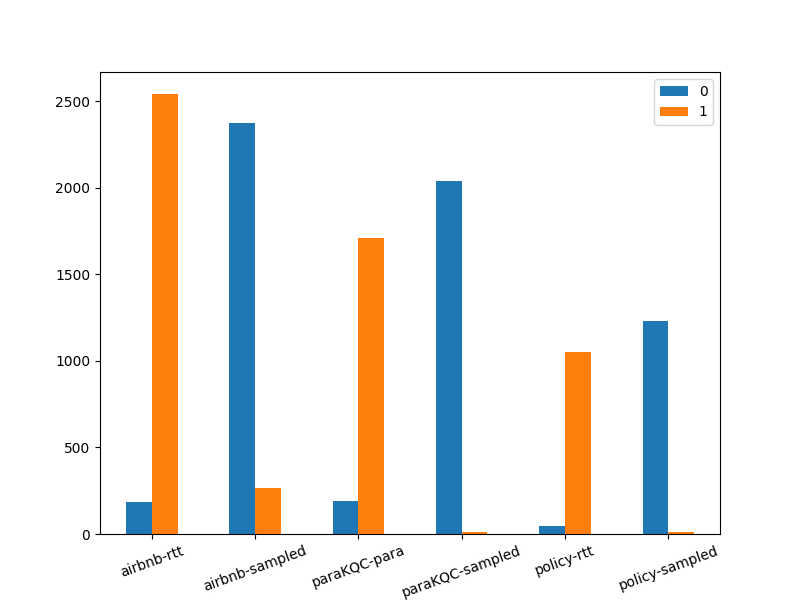 0
1
2500
2000
1500
1000
500
0
airbnb-rtt
airbnb-sampled
paraKQC-para
paraKQC-sampled
policy-rtt
policy-sampled